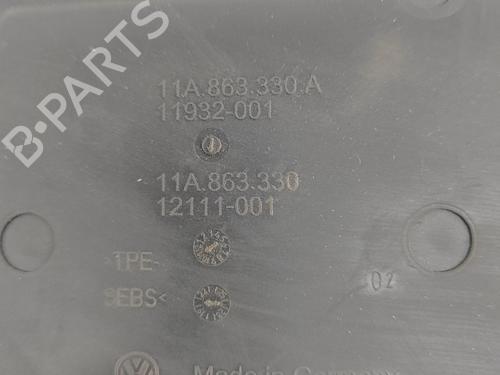 11A.863.330.A
11932-001
11A.863.330
12111-001
>TPE-
SEBS<
02
Made in Germany
B-PARTS